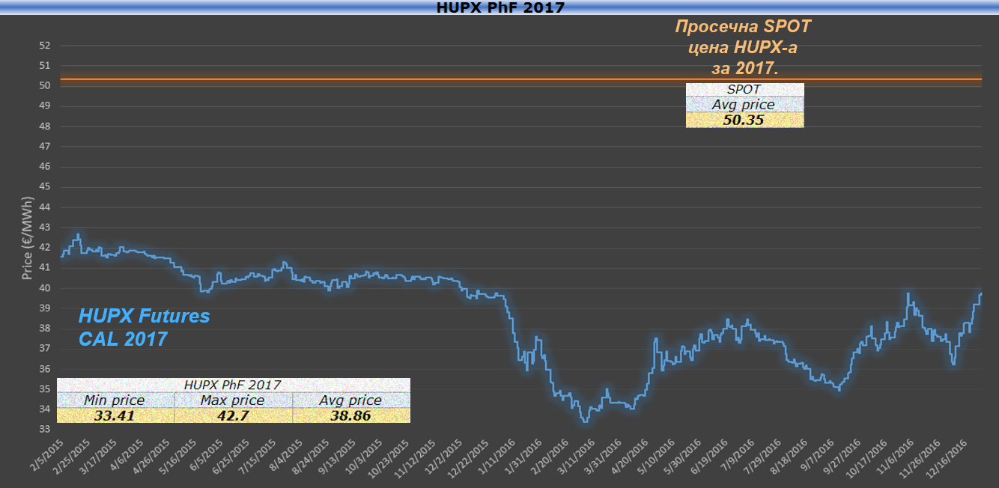 HUPX PhF 2017
Просечна SPOT
цена HUPX-а
за 2017.
SPOT
Avg price
50.35
52
51
50
49
48
47
46
45
44
43
42
41
40
39
38
37
36
35
34
33
Price (€/MWh)
HUPX Futures
CAL 2017
HUPX PhF 2017
Min price Max price Avg price
33.41 42.7 38.86
2/5/2015 2/25/2015 3/17/2015 4/6/2015 4/26/2015 5/16/2015 6/5/2015 6/25/2015 7/15/2015 8/4/2015 8/24/2015 9/13/2015 10/3/2015 10/23/2015 11/12/2015 12/2/2015 12/22/2015 1/11/2016 1/31/2016 2/20/2016 3/11/2016 3/31/2016 4/20/2016 5/10/2016 5/30/2016 6/19/2016 7/9/2016 7/29/2016 8/18/2016 9/7/2016 9/27/2016 10/17/2016 11/6/2016 11/26/2016 12/16/2016